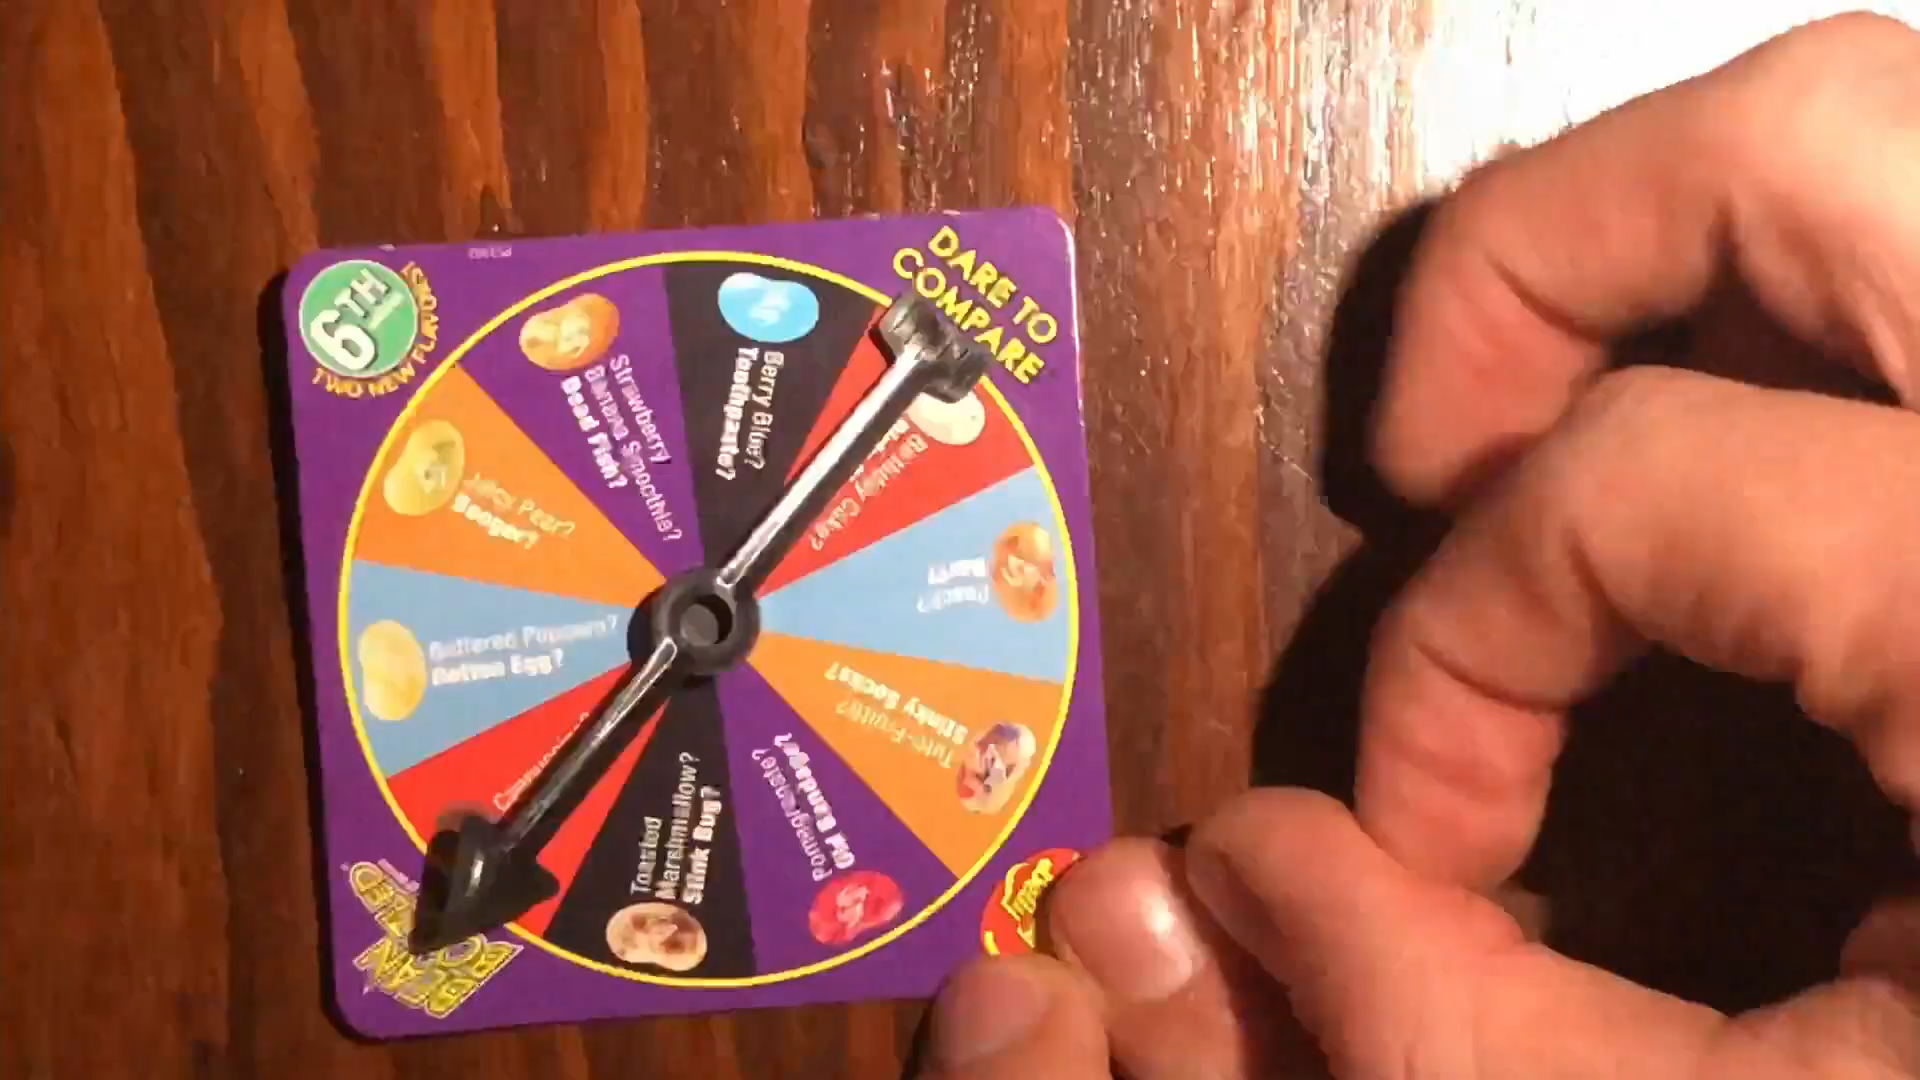 6TH
TWO NEW FLAVORS!
DARE TO
COMPARE
Berry Blue?
Toothpaste?
Strawberry
Banana Smoothie?
Dead Fish?
Juicy Pear?
Booger?
Buttered Popcorn?
Rotten Egg?
Toasted
Marshmallow?
Stink Bug?
Pomegranate?
Old Bandage?
Tutti-Fruitti?
Stinky Socks?
Peach?
Barf?
Birthday Cake?